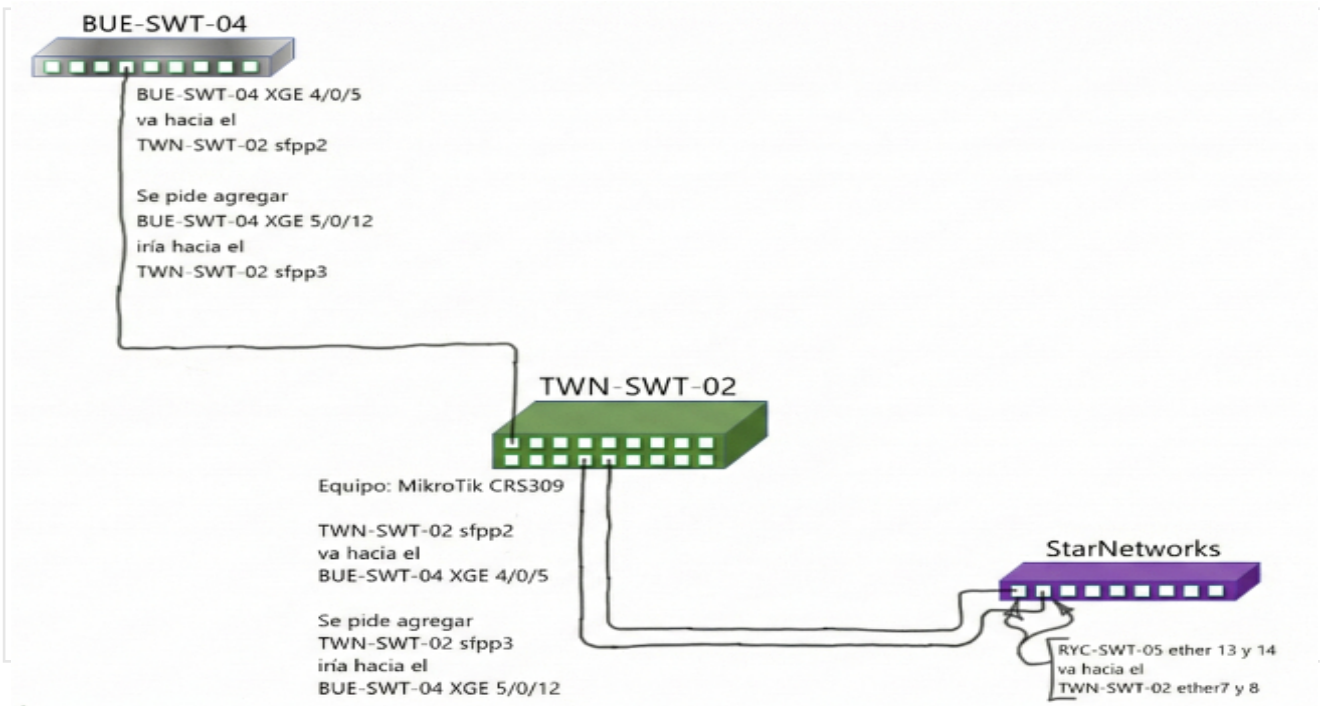 BUE-SWT-04
BUE-SWT-04 XGE 4/0/5
va hacia el
TWN-SWT-02 sfpp2
Se pide agregar
BUE-SWT-04 XGE 5/0/12
iría hacia el
TWN-SWT-02 sfpp3
TWN-SWT-02
Equipo: MikroTik CRS309
TWN-SWT-02 sfpp2
va hacia el
BUE-SWT-04 XGE 4/0/5
Se pide agregar
TWN-SWT-02 sfpp3
iría hacia el
BUE-SWT-04 XGE 5/0/12
StarNetworks
RYC-SWT-05 ether 13 y 14
va hacia el
TWN-SWT-02 ether7 y 8